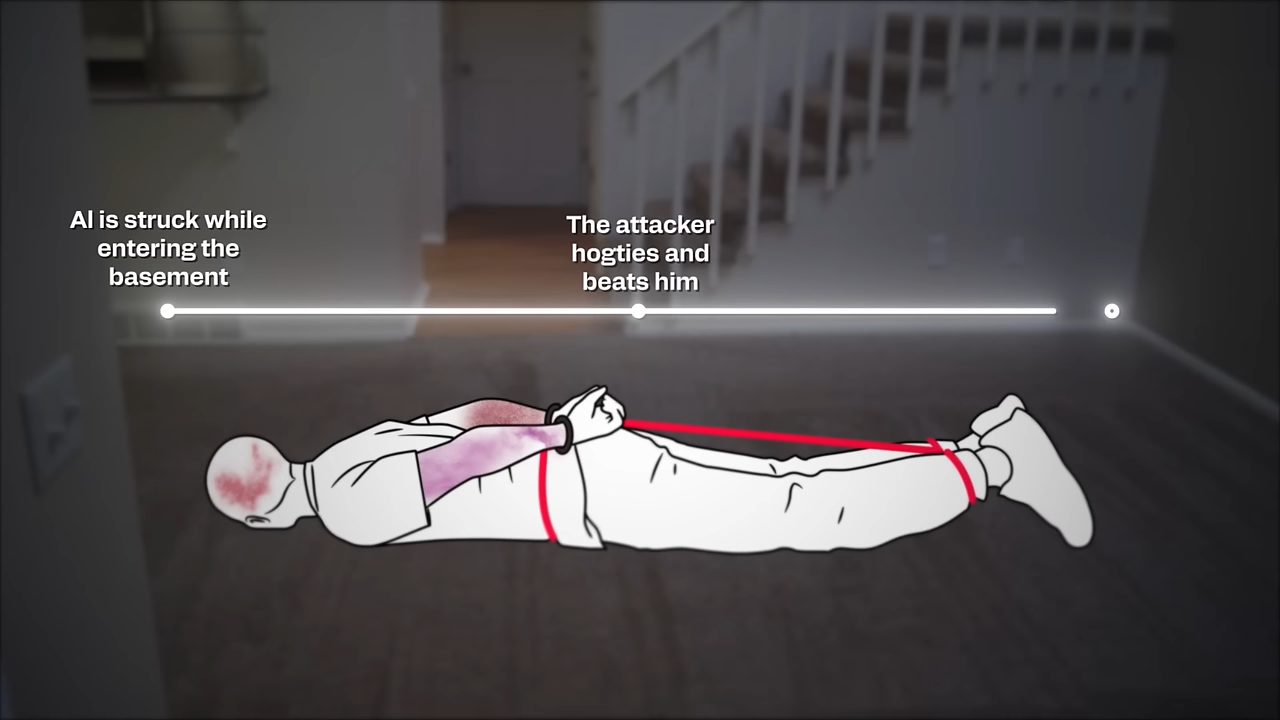 Al is struck while
entering the
basement
The attacker
hogties and
beats him